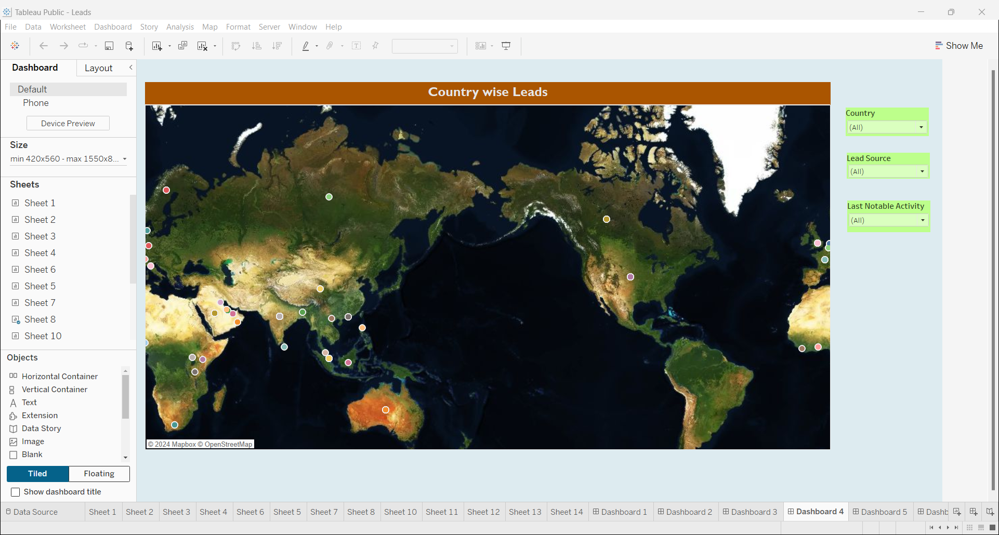 Tableau Public - Leads
File Data Worksheet Dashboard Story Analysis Map Format Server Window Help
Show Me
Dashboard Layout
Default
Phone
Device Preview
Size
min 420x560 - max 1550x8...
Sheets
Sheet 1
Sheet 2
Sheet 3
Sheet 4
Sheet 6
Sheet 5
Sheet 7
Sheet 8
Sheet 10
Objects
Horizontal Container
Vertical Container
Text
Extension
Data Story
Image
Blank
Tiled Floating
Show dashboard title
Country wise Leads
© 2024 Mapbox © OpenStreetMap
Country
(All)
Lead Source
(All)
Last Notable Activity
(All)
Data Source Sheet 1 Sheet 2 Sheet 3 Sheet 4 Sheet 6 Sheet 5 Sheet 7 Sheet 8 Sheet 10 Sheet 11 Sheet 12 Sheet 13 Sheet 14 Dashboard 1 Dashboard 2 Dashboard 3 Dashboard 4 Dashboard 5 Dashb